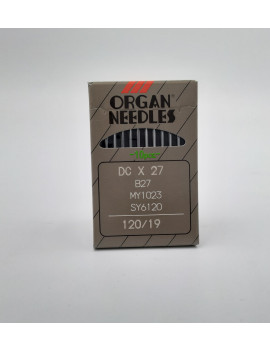 ORGAN
NEEDLES
DC X 27
B27
MY1023
SY6120
120/19